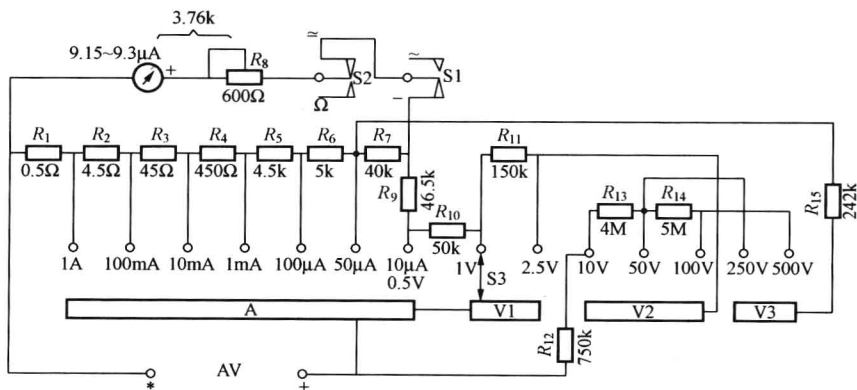 3.76k
9.15~9.3μA
+
R8
600Ω
≃
S2
Ω
~
S1
−
R1 R2 R3 R4 R5 R6 R7 R11
0.5Ω 4.5Ω 45Ω 450Ω 4.5k 5k 40k 150k
R9 46.5k
R10
50k
R13 R14
4M 5M
R15 242k
1A 100mA 10mA 1mA 100μA 50μA 10μA 1V 2.5V 10V 50V 100V 250V 500V
0.5V
S3
A V1 V2 V3
R12 750k
* AV +